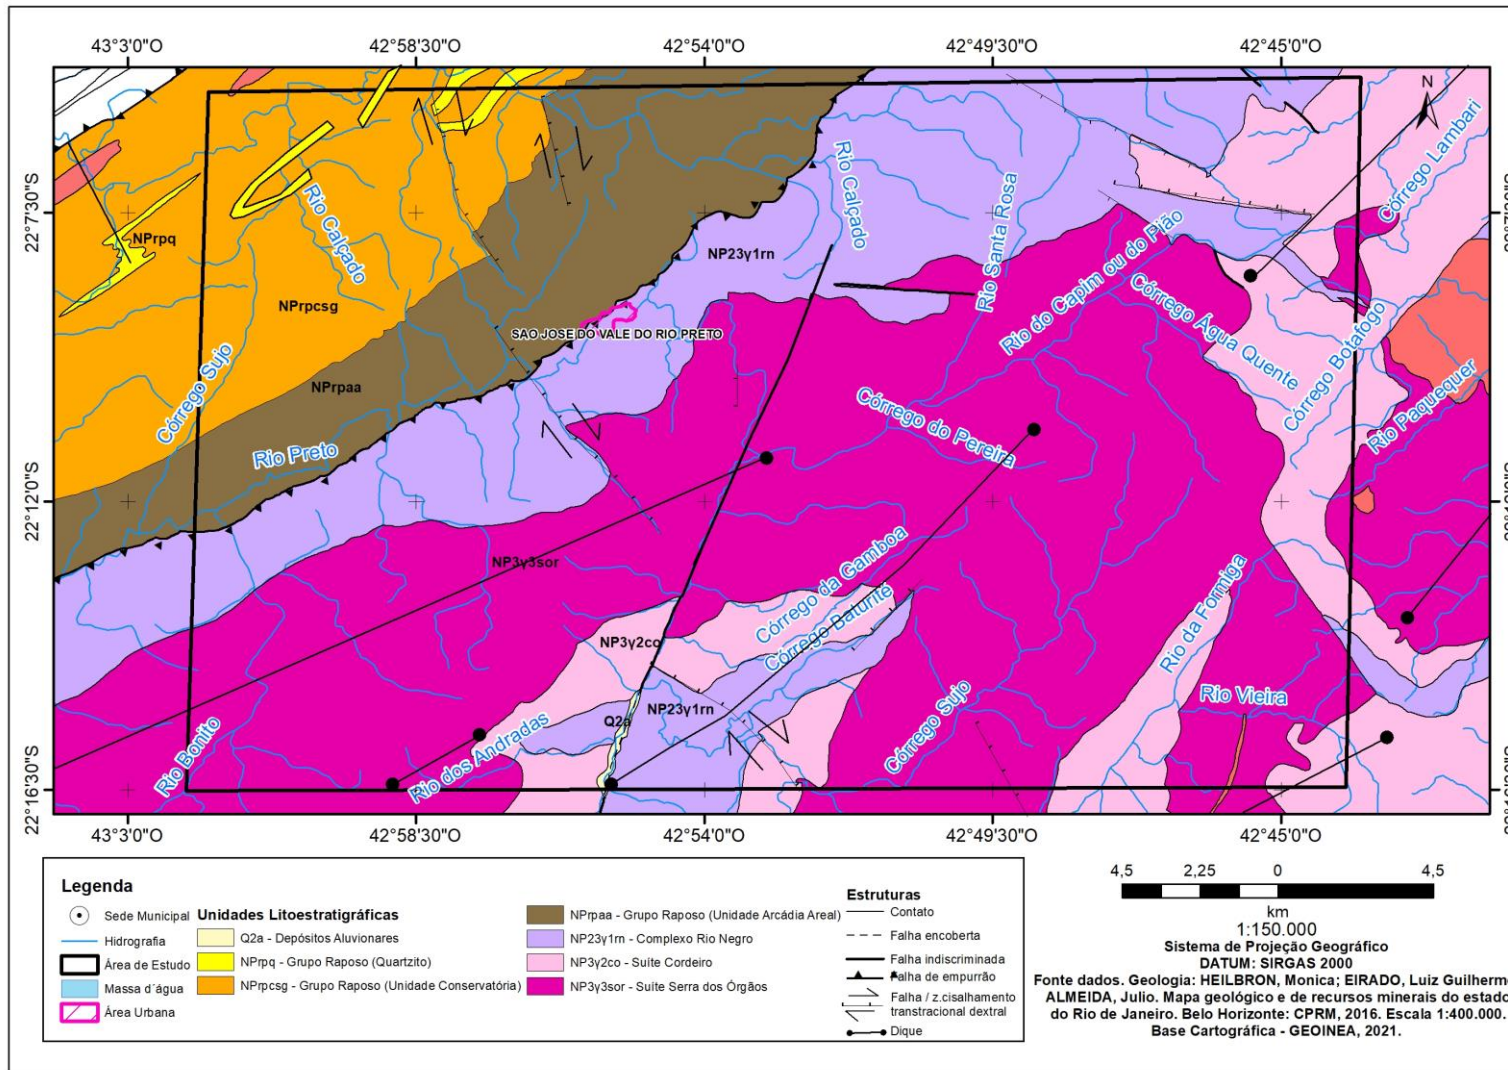 43°3'0"O
42°58'30"O
42°54'0"O
42°49'30"O
42°45'0"O
N
22°7'30"S
22°12'0"S
22°16'30"S
Córrego Lambari
Rio Calçado
Rio Calçado
Rio Santa Rosa
NPrpq
Rio do Capim ou do Pião
NP23γ1rn
NPrpcsg
Córrego Água Quente
Córrego Botafogo
SAO JOSE DO VALE DO RIO PRETO
Córrego Sujo
NPrpaa
Rio Paquequer
Córrego do Pereira
Rio Preto
NP3γ3sor
Córrego da Gamboa
Córrego Baturité
Rio da Formiga
NP3γ2co
Rio Vieira
NP23γ1rn
Q2a
Córrego Sujo
Rio Bonito
Rio dos Andradas
43°3'0"O
42°58'30"O
42°54'0"O
42°49'30"O
42°45'0"O
Legenda
Sede Municipal
Hidrografia
Área de Estudo
Massa d´água
Área Urbana
Unidades Litoestratigráficas
Q2a - Depósitos Aluvionares
NPrpq - Grupo Raposo (Quartzito)
NPrpcsg - Grupo Raposo (Unidade Conservatória)
NPrpaa - Grupo Raposo (Unidade Arcádia Areal)
NP23γ1rn - Complexo Rio Negro
NP3γ2co - Suíte Cordeiro
NP3γ3sor - Suíte Serra dos Órgãos
Estruturas
Contato
Falha encoberta
Falha indiscriminada
Falha de empurrão
Falha / z.cisalhamento
transtracional dextral
Dique
4,5 2,25 0 4,5
km
1:150.000
Sistema de Projeção Geográfico
DATUM: SIRGAS 2000
Fonte dados. Geologia: HEILBRON, Monica; EIRADO, Luiz Guilherm
ALMEIDA, Julio. Mapa geológico e de recursos minerais do estado
do Rio de Janeiro. Belo Horizonte: CPRM, 2016. Escala 1:400.000.
Base Cartográfica - GEOINEA, 2021.